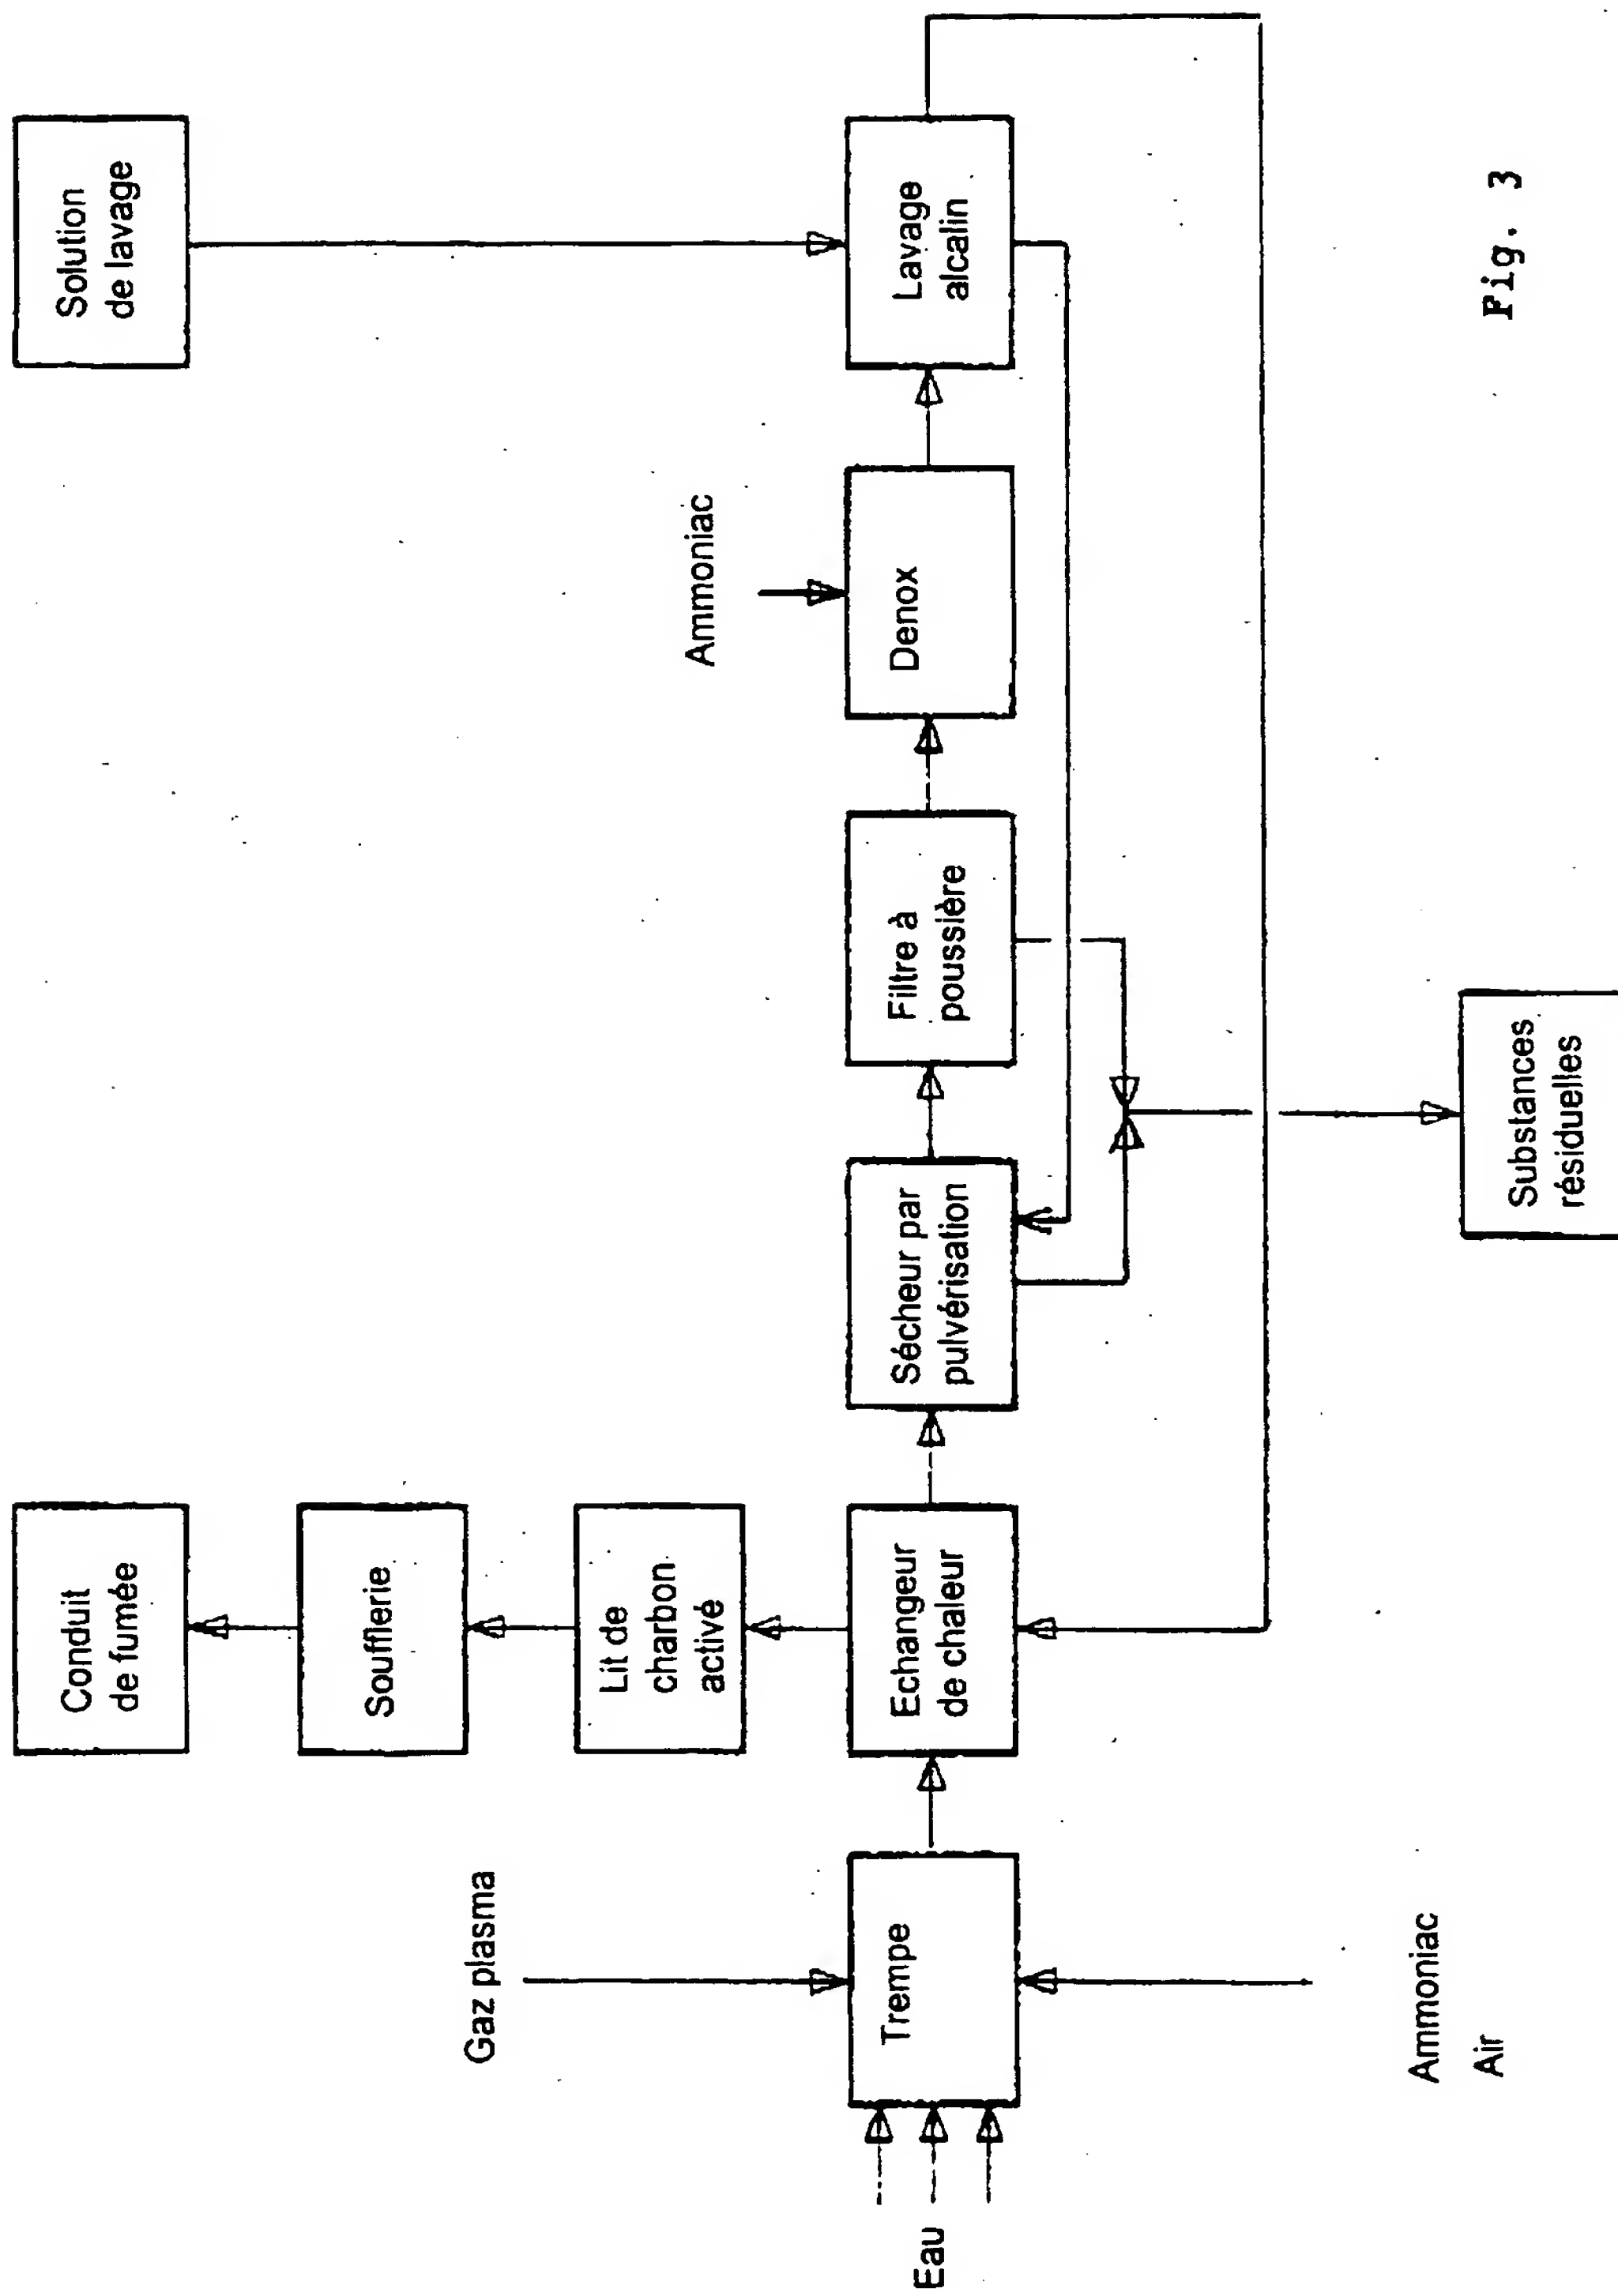 Conduit
de fumée
Solution
de lavage
Soufflerie
Gaz plasma
Lit de
charbon
activé
Ammoniac
Eau
Trempe
Echangeur
de chaleur
Sécheur par
pulvérisation
Filtre à
poussière
Denox
Lavage
alcalin
Ammoniac
Air
Substances
résiduelles
Fig. 3